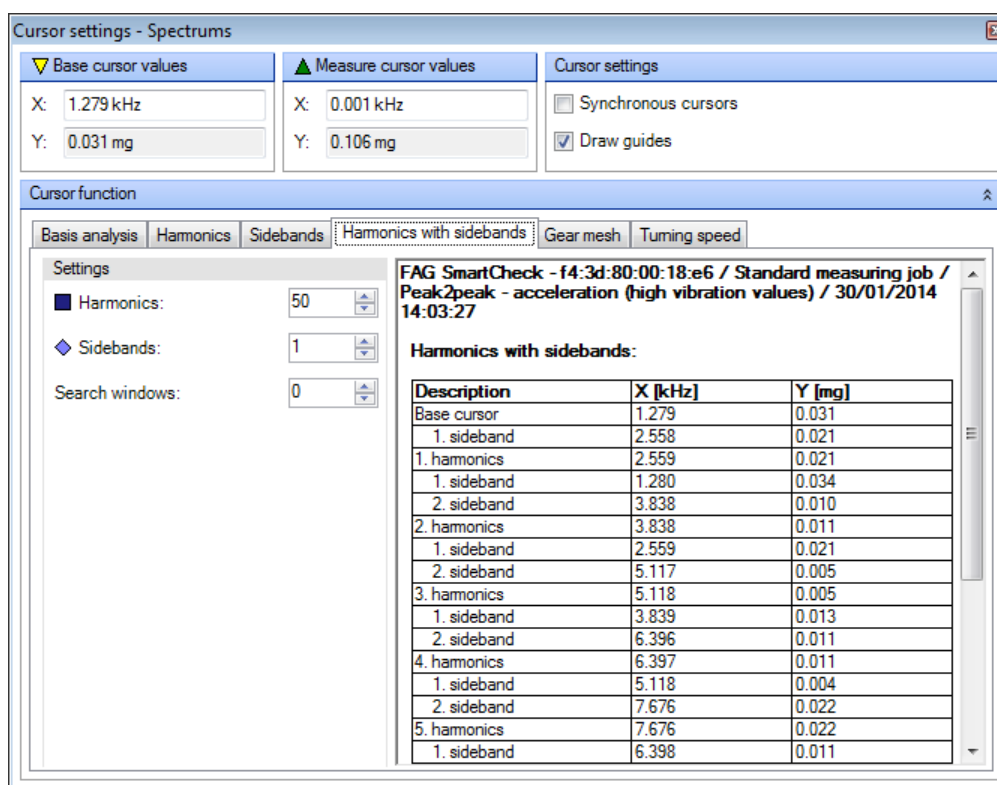 Cursor settings - Spectrums
Base cursor values
X: 1.279 kHz
Y: 0.031 mg
Measure cursor values
X: 0.001 kHz
Y: 0.106 mg
Cursor settings
Synchronous cursors
Draw guides
Cursor function
Basis analysis Harmonics Sidebands Harmonics with sidebands Gear mesh Turning speed
Settings
Harmonics: 50
Sidebands: 1
Search windows: 0
FAG SmartCheck - f4:3d:80:00:18:e6 / Standard measuring job /
Peak2peak - acceleration (high vibration values) / 30/01/2014
14:03:27
Harmonics with sidebands:
Description X [kHz] Y [mg]
Base cursor 1.279 0.031
1. sideband 2.558 0.021
1. harmonics 2.559 0.021
1. sideband 1.280 0.034
2. sideband 3.838 0.010
2. harmonics 3.838 0.011
1. sideband 2.559 0.021
2. sideband 5.117 0.005
3. harmonics 5.118 0.005
1. sideband 3.839 0.013
2. sideband 6.396 0.011
4. harmonics 6.397 0.011
1. sideband 5.118 0.004
2. sideband 7.676 0.022
5. harmonics 7.676 0.022
1. sideband 6.398 0.011